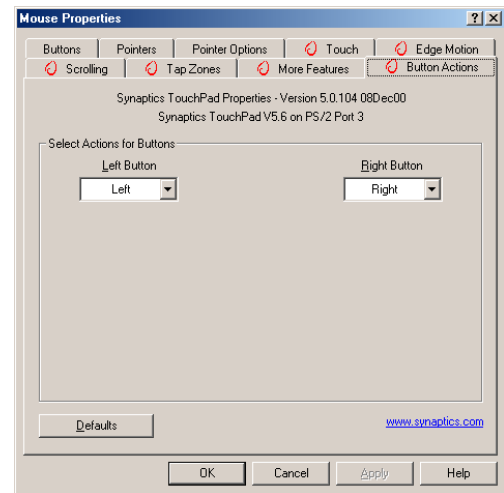 Mouse Properties
Buttons Pointers Pointer Options Touch Edge Motion
Scrolling Tap Zones More Features Button Actions
Synaptics TouchPad Properties - Version 5.0.104 08Dec00
Synaptics TouchPad V5.6 on PS/2 Port 3
Select Actions for Buttons
Left Button Right Button
Left Right
Defaults www.synaptics.com
OK Cancel Apply Help